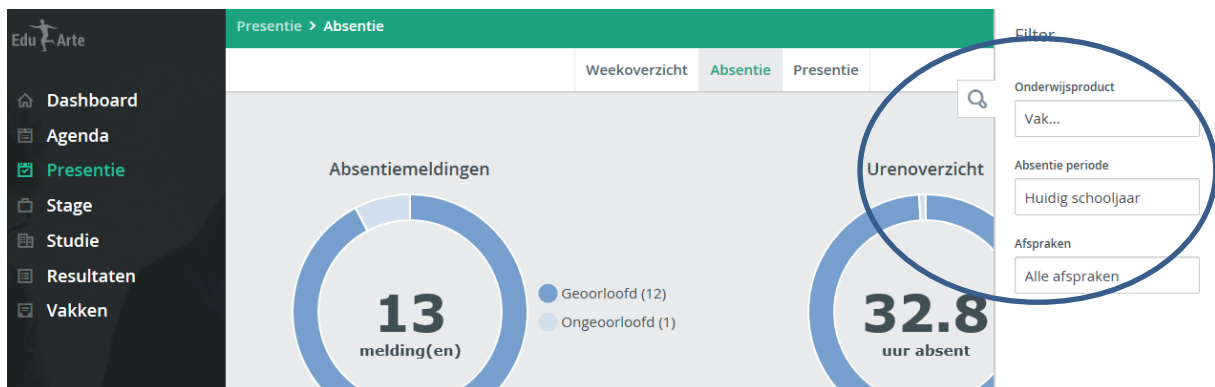 Edu Arte
Dashboard
Agenda
Presentie
Stage
Studie
Resultaten
Vakken
Presentie > Absentie
Weekoverzicht Absentie Presentie
Absentiemeldingen
13
melding(en)
Geoorloofd (12)
Ongeoorloofd (1)
Urenoverzicht
32.8
uur absent
Filter
Onderwijsproduct
Vak...
Absentie periode
Huidig schooljaar
Afspraken
Alle afspraken